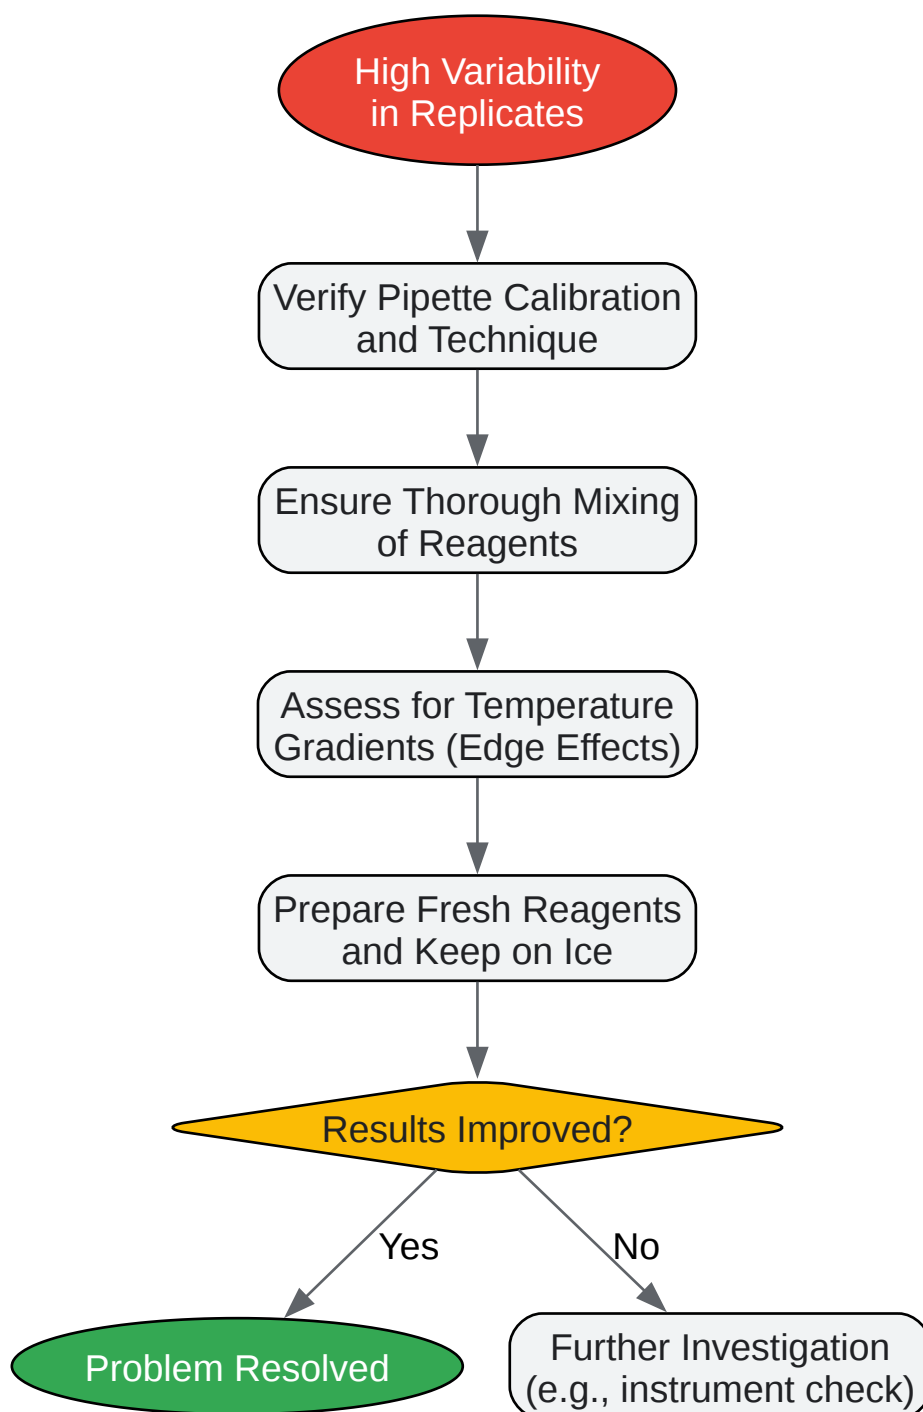 High Variability
in Replicates
Verify Pipette Calibration
and Technique
Ensure Thorough Mixing
of Reagents
Assess for Temperature
Gradients (Edge Effects)
Prepare Fresh Reagents
and Keep on Ice
Results Improved?
Yes
No
Problem Resolved
Further Investigation
(e.g., instrument check)